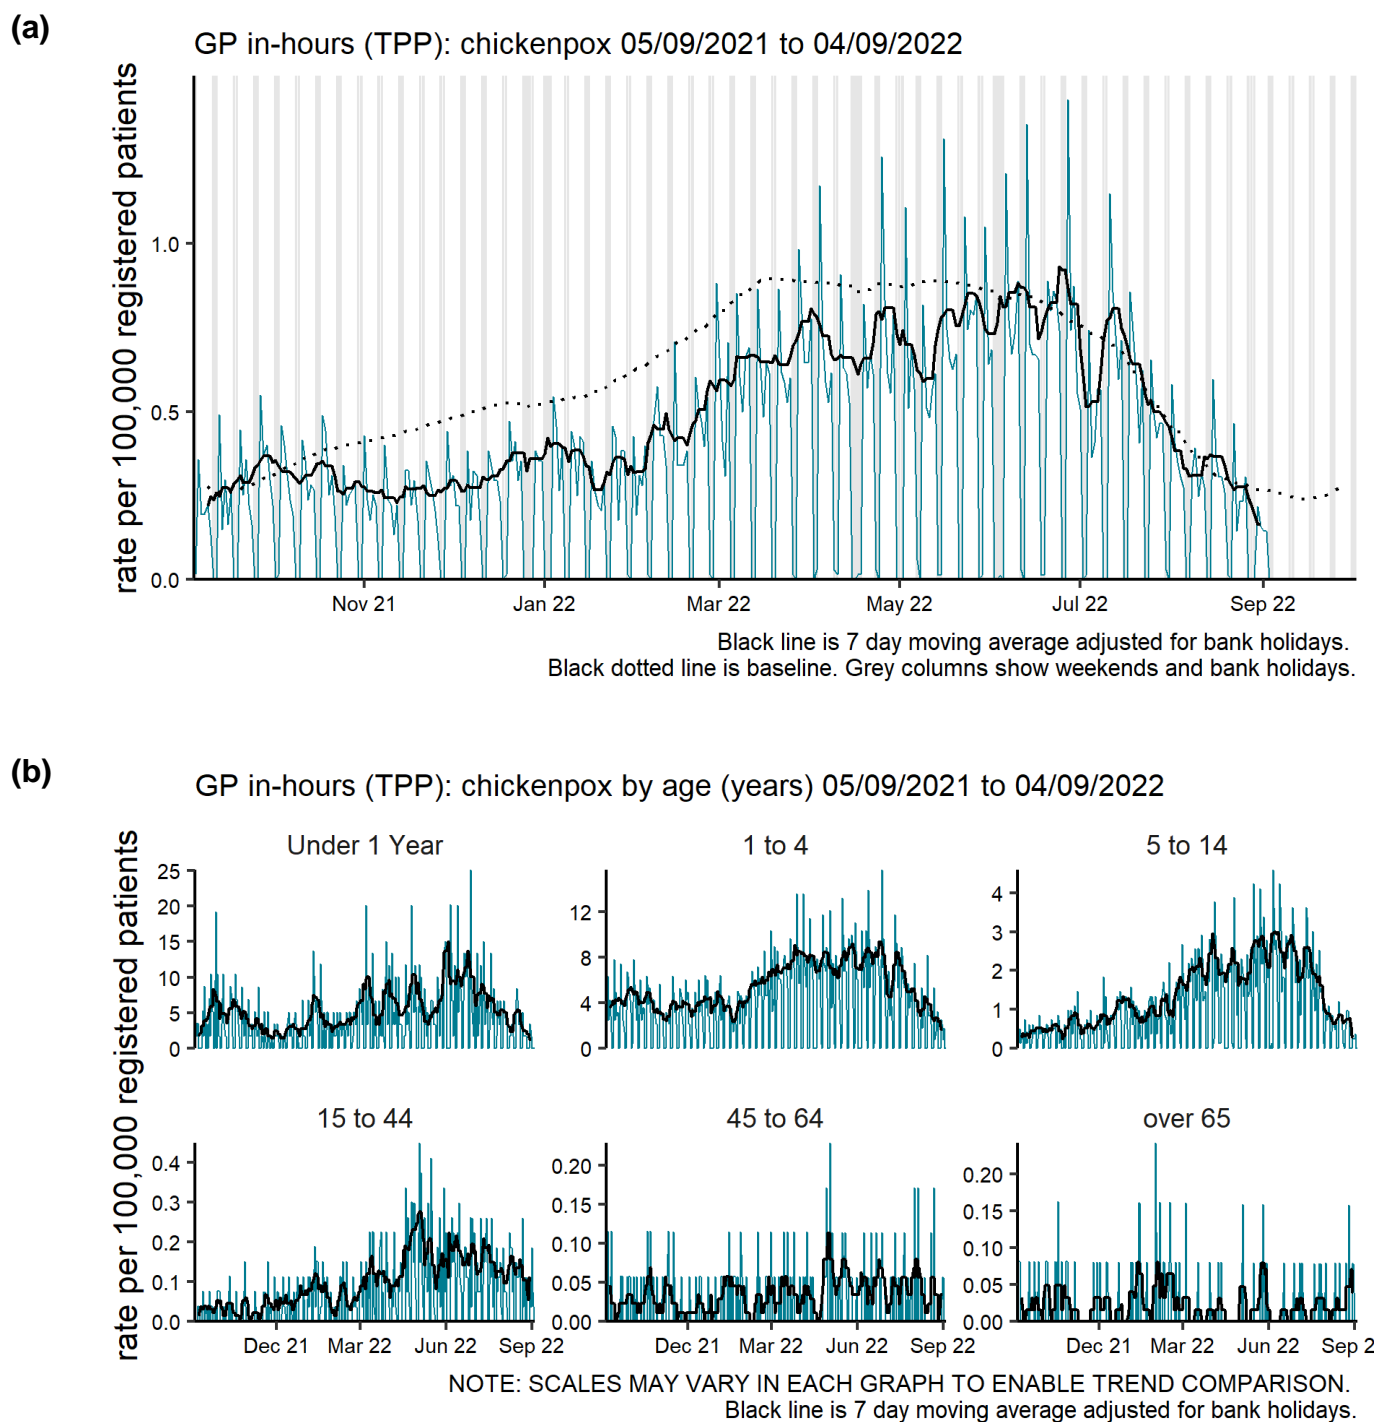 (a)
GP in-hours (TPP): chickenpox 05/09/2021 to 04/09/2022
rate per 100,000 registered patients
1.0
0.5
0.0
Nov 21 Jan 22 Mar 22 May 22 Jul 22 Sep 22
Black line is 7 day moving average adjusted for bank holidays.
Black dotted line is baseline. Grey columns show weekends and bank holidays.
(b)
GP in-hours (TPP): chickenpox by age (years) 05/09/2021 to 04/09/2022
rate per 100,000 registered patients
Under 1 Year
25
20
15
10
5
0
1 to 4
12
8
4
0
5 to 14
4
3
2
1
0
15 to 44
0.4
0.3
0.2
0.1
0.0
Dec 21 Mar 22 Jun 22 Sep 22
45 to 64
0.20
0.15
0.10
0.05
0.00
Dec 21 Mar 22 Jun 22 Sep 22
over 65
0.20
0.15
0.10
0.05
0.00
Dec 21 Mar 22 Jun 22 Sep 2
NOTE: SCALES MAY VARY IN EACH GRAPH TO ENABLE TREND COMPARISON.
Black line is 7 day moving average adjusted for bank holidays.